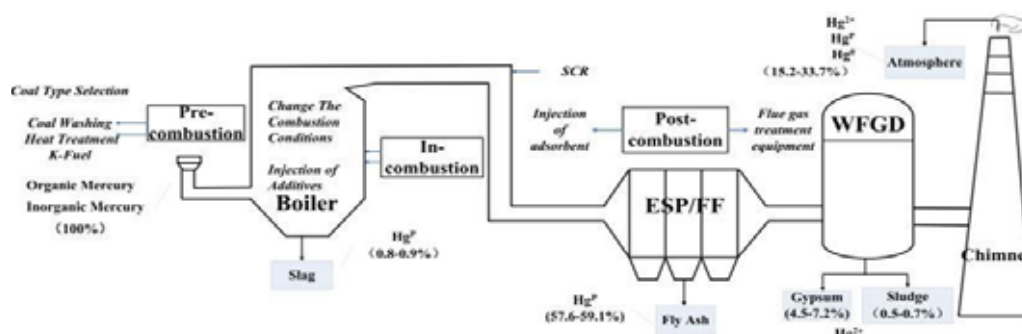 Hg²⁺
Hgᴾ
Hg⁰
(15.2-33.7%)
Atmosphere
SCR
Coal Type Selection
Coal Washing
Heat Treatment
K-Fuel
Pre-
combustion
Change The
Combustion
Conditions
Injection of
Additives
In-
combustion
Boiler
Organic Mercury
Inorganic Mercury
(100%)
Hgᴾ
(0.8-0.9%)
Slag
Injection
of
adsorbent
Post-
combustion
Flue gas
treatment
equipment
WFGD
ESP/FF
Chimne
Hgᴾ
(57.6-59.1%)
Fly Ash
Gypsum
(4.5-7.2%)
Sludge
(0.5-0.7%)
Hg²⁺